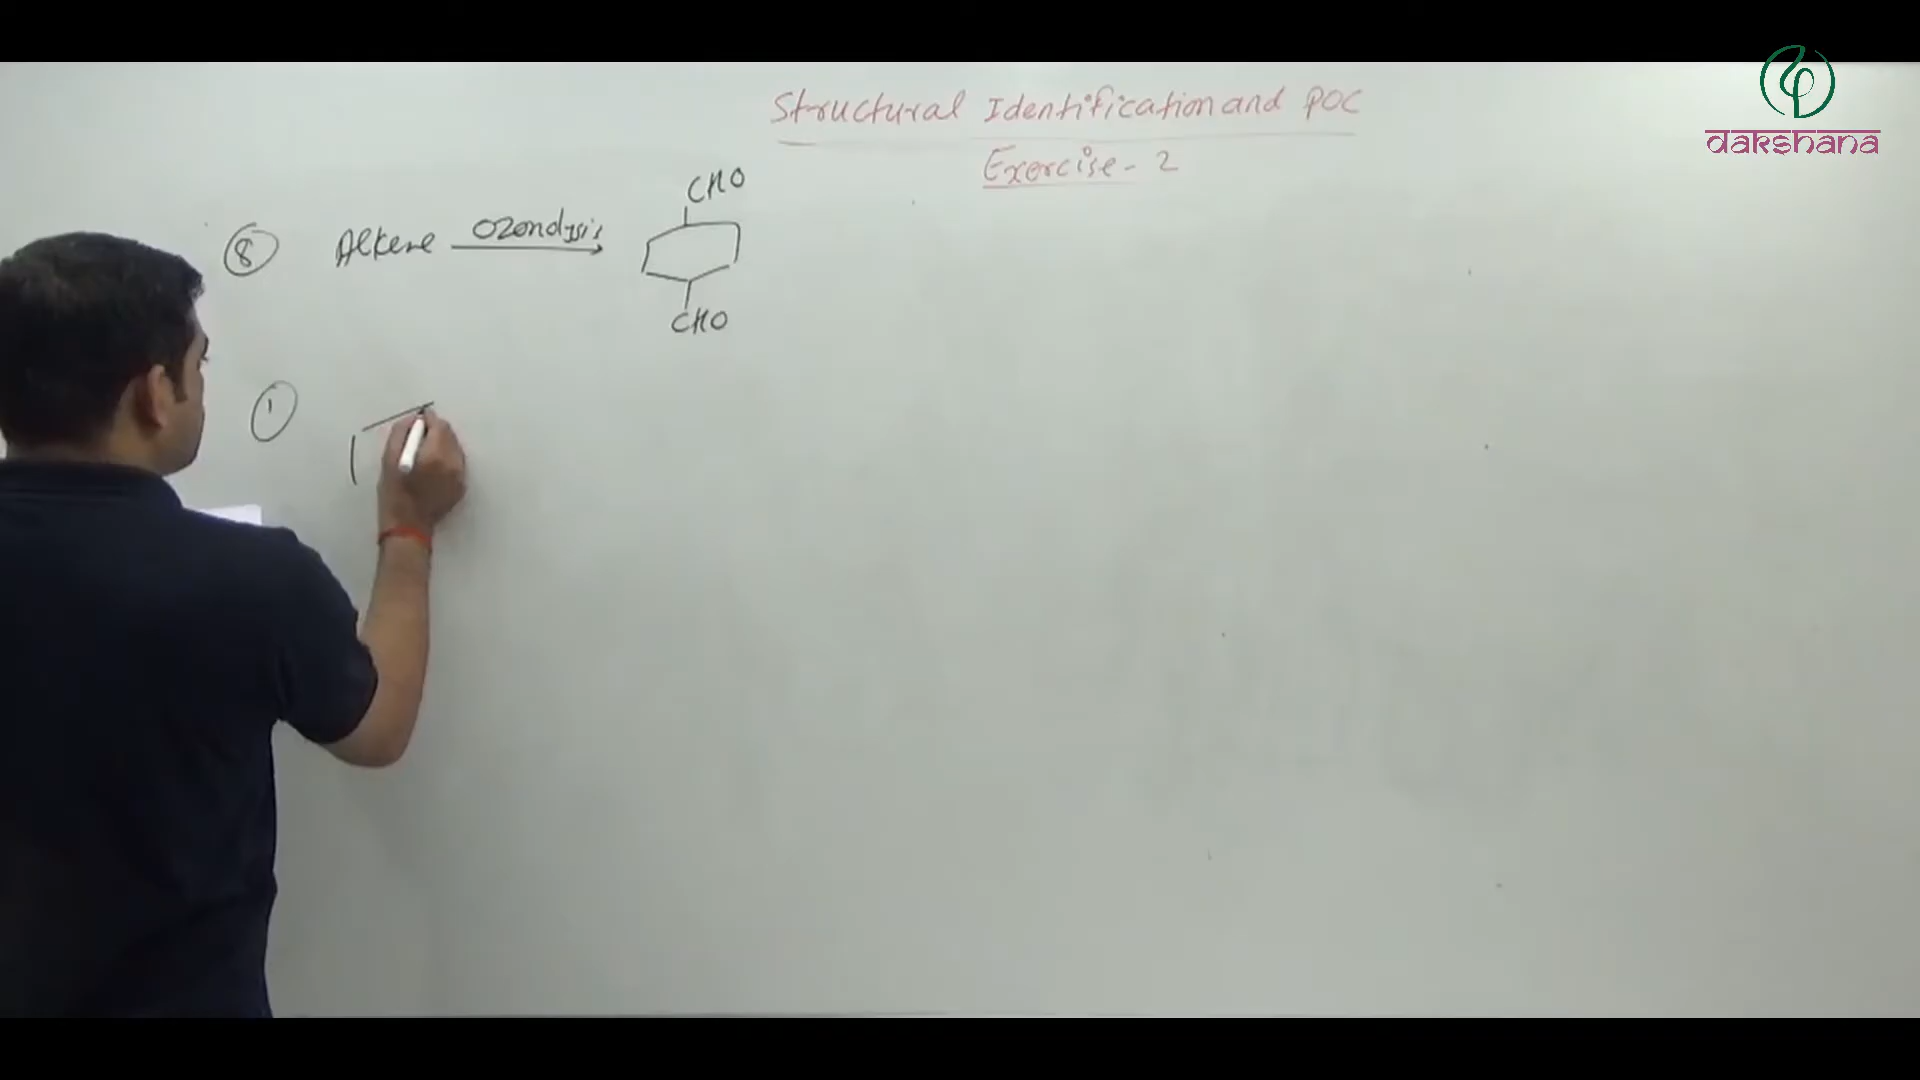 Structural Identification and POC
Exercise - 2
dakshana
8 Alkene Ozonolysis CHO
CHO
1